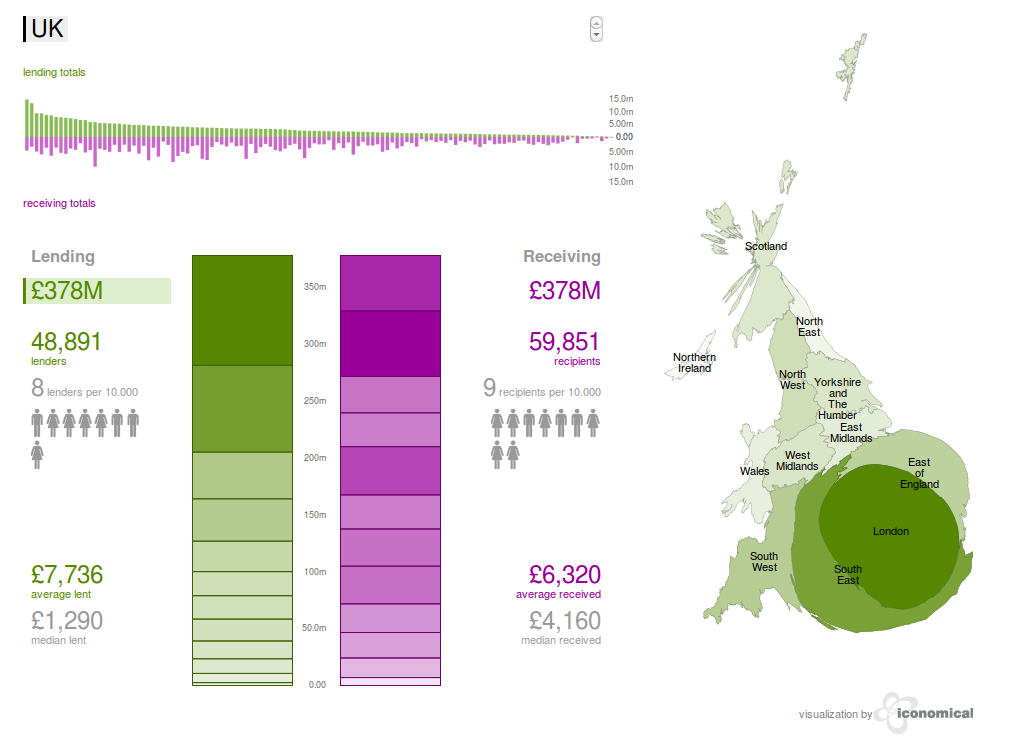 UK
lending totals
15.0m
10.0m
5.00m
0.00
5.00m
10.0m
15.0m
receiving totals
Lending
£378M
48,891
lenders
8 lenders per 10.000
£7,736
average lent
£1,290
median lent
350m
300m
250m
200m
150m
100m
50.0m
0.00
Receiving
£378M
59,851
recipients
9 recipients per 10.000
£6,320
average received
£4,160
median received
Scotland
North
East
Northern
Ireland
North
West
Yorkshire
and
The
Humber
East
Midlands
West
Midlands
Wales
East
of
England
London
South
West
South
East
visualization by iconomical